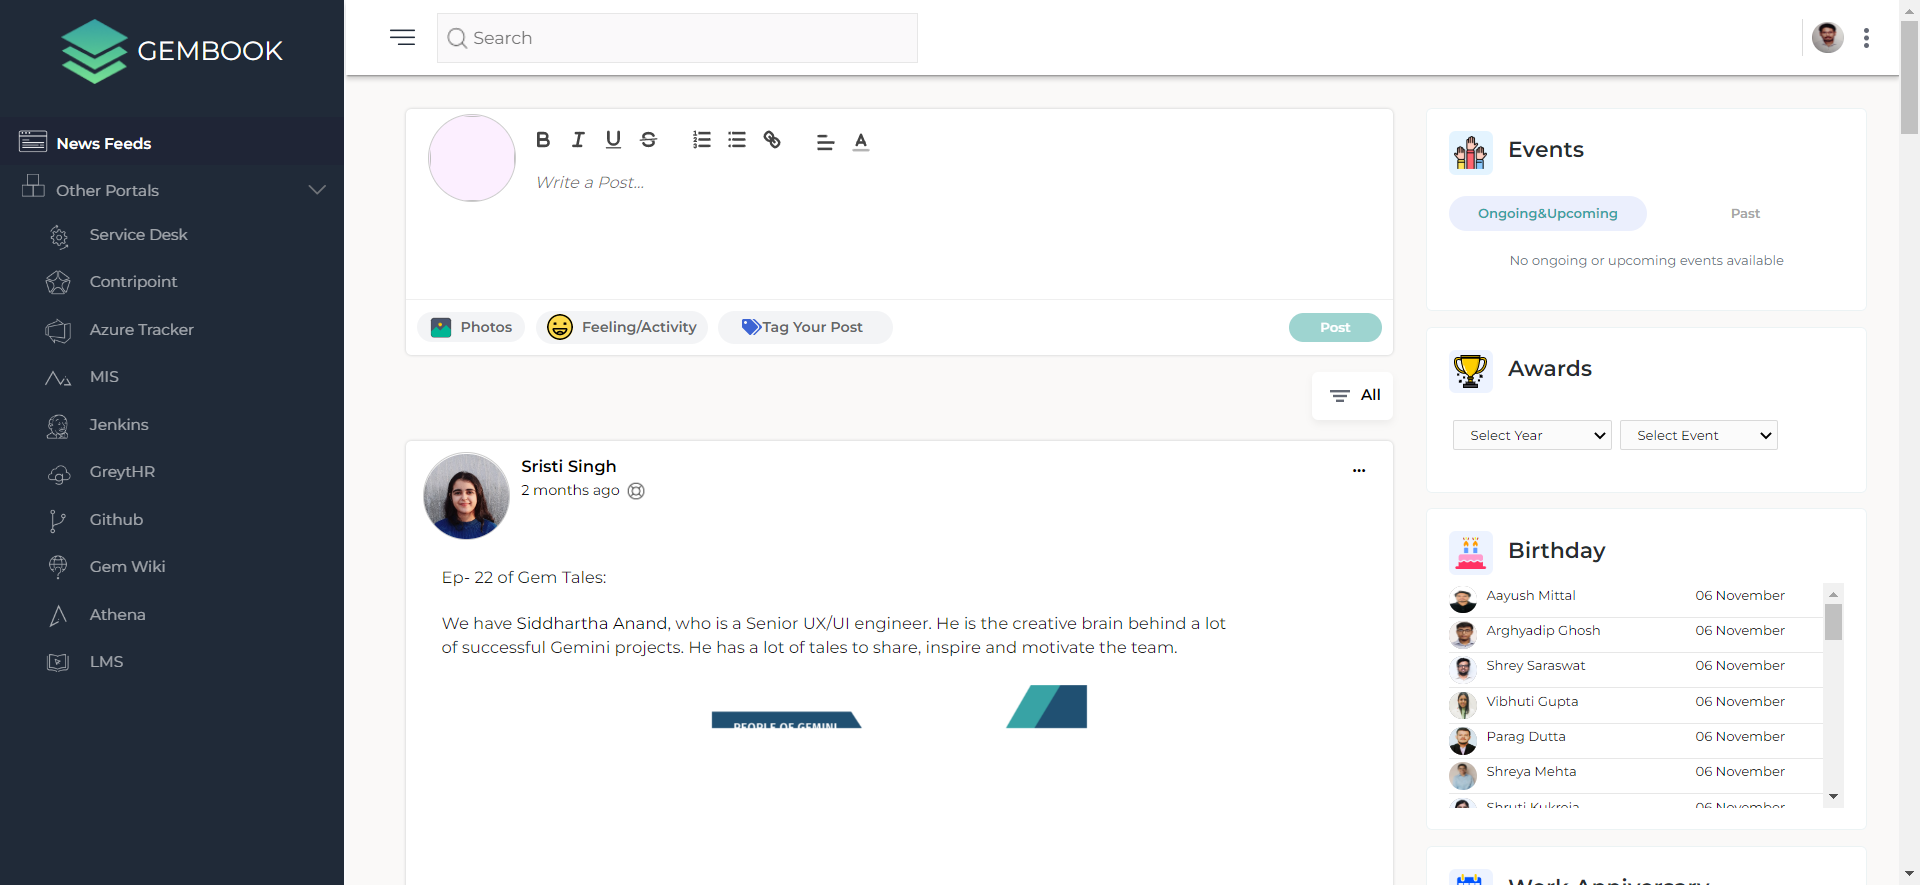 GEMBOOK
News Feeds
Other Portals
Service Desk
Contripoint
Azure Tracker
MIS
Jenkins
GreytHR
Github
Gem Wiki
Athena
LMS
Search
B I U S A
Write a Post...
Photos
Feeling/Activity
Tag Your Post
Post
All
Sristi Singh
2 months ago
Ep- 22 of Gem Tales:
We have Siddhartha Anand, who is a Senior UX/UI engineer. He is the creative brain behind a lot
of successful Gemini projects. He has a lot of tales to share, inspire and motivate the team.
PEOPLE OF GEMINI
Events
Ongoing&Upcoming
Past
No ongoing or upcoming events available
Awards
Select Year
Select Event
Birthday
Aayush Mittal 06 November
Arghyadip Ghosh 06 November
Shrey Saraswat 06 November
Vibhuti Gupta 06 November
Parag Dutta 06 November
Shreya Mehta 06 November
Shruti Kukreja 06 November
Work Anniversary